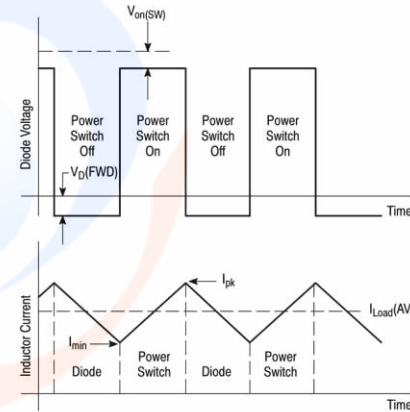 Von(SW)
Diode Voltage
Power
Switch
Off
Power
Switch
On
Power
Switch
Off
Power
Switch
On
VD(FWD)
Time
Inductor Current
Ipk
ILoad(AV
Imin
Diode
Power
Switch
Diode
Power
Switch
Time